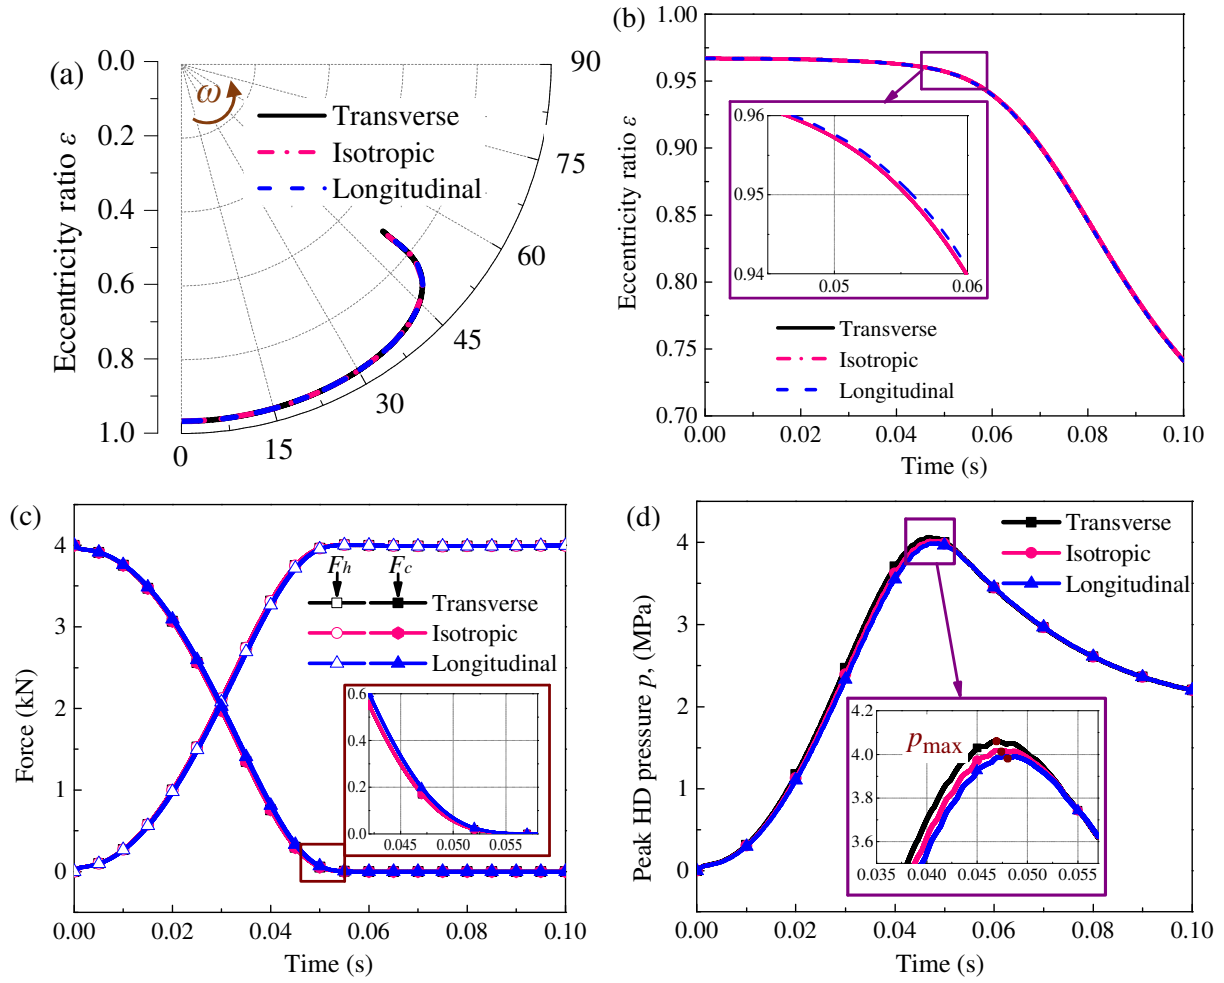 (a)
Eccentricity ratio ε
0.0
0.2
0.4
0.6
0.8
1.0
ω
Transverse
Isotropic
Longitudinal
0
15
30
45
60
75
90
(b)
Eccentricity ratio ε
1.00
0.95
0.90
0.85
0.80
0.75
0.70
0.96
0.95
0.94
0.05
0.06
Transverse
Isotropic
Longitudinal
0.00 0.02 0.04 0.06 0.08 0.10
Time (s)
(c)
Force (kN)
4
3
2
1
0
Fh Fc
Transverse
Isotropic
Longitudinal
0.6
0.4
0.2
0.0
0.045 0.050 0.055
0.00 0.02 0.04 0.06 0.08 0.10
Time (s)
(d)
Peak HD pressure p, (MPa)
4
3
2
1
0
Transverse
Isotropic
Longitudinal
4.2
4.0
3.8
3.6
pmax
0.035 0.040 0.045 0.050 0.055
0.00 0.02 0.04 0.06 0.08 0.10
Time (s)